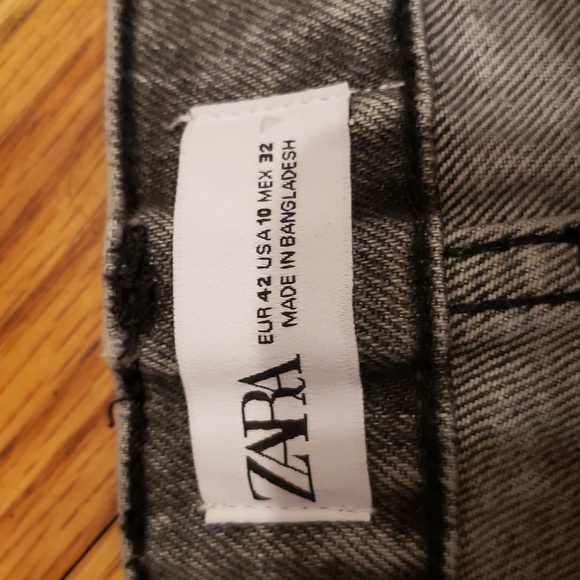 ZARA
EUR 42 USA 10 MEX 32
MADE IN BANGLADESH